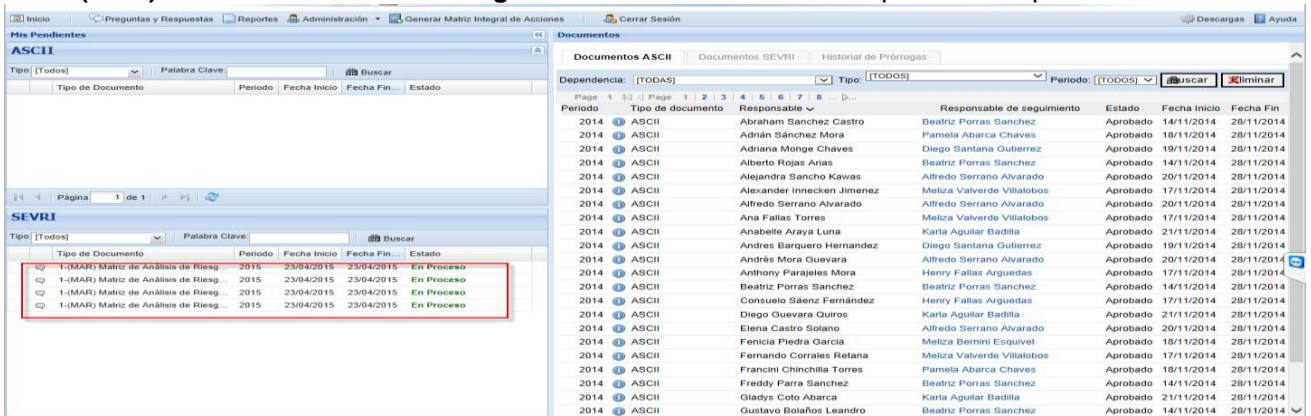 Inicio Preguntas y Respuestas Reportes Administración Generar Matriz Integral de Acciones Cerrar Sesión Descargas Ayuda
Mis Pendientes
ASCII
Tipo: [Todos] Palabra Clave: Buscar
Tipo de Documento Periodo Fecha Inicio Fecha Fin... Estado
Página 1 de 1
SEVRI
Tipo: [Todos] Palabra Clave: Buscar
Tipo de Documento Periodo Fecha Inicio Fecha Fin... Estado
1-(MAR) Matriz de Análisis de Riesg... 2015 23/04/2015 23/04/2015 En Proceso
1-(MAR) Matriz de Análisis de Riesg... 2015 23/04/2015 23/04/2015 En Proceso
1-(MAR) Matriz de Análisis de Riesg... 2015 23/04/2015 23/04/2015 En Proceso
1-(MAR) Matriz de Análisis de Riesg... 2015 23/04/2015 23/04/2015 En Proceso
Documentos
Documentos ASCII Documentos SEVRI Historial de Prórrogas
Dependencia: [TODAS] Tipo: [TODOS] Periodo: [TODOS] Buscar Eliminar
Page 1 Page 1 2 3 4 5 6 7 8 ...
Periodo Tipo de documento Responsable Responsable de seguimiento Estado Fecha Inicio Fecha Fin
2014 ASCII Abraham Sanchez Castro Beatriz Porras Sanchez Aprobado 14/11/2014 28/11/2014
2014 ASCII Adrián Sánchez Mora Pamela Abarca Chaves Aprobado 18/11/2014 28/11/2014
2014 ASCII Adriana Monge Chaves Diego Santana Gutierrez Aprobado 19/11/2014 28/11/2014
2014 ASCII Alberto Rojas Arias Beatriz Porras Sanchez Aprobado 14/11/2014 28/11/2014
2014 ASCII Alejandra Sancho Kawas Alfredo Serrano Alvarado Aprobado 20/11/2014 28/11/2014
2014 ASCII Alexander Innecken Jimenez Meliza Valverde Villalobos Aprobado 17/11/2014 28/11/2014
2014 ASCII Alfredo Serrano Alvarado Alfredo Serrano Alvarado Aprobado 20/11/2014 28/11/2014
2014 ASCII Ana Fallas Torres Meliza Valverde Villalobos Aprobado 17/11/2014 28/11/2014
2014 ASCII Anabelle Araya Luna Karla Aguilar Badilla Aprobado 21/11/2014 28/11/2014
2014 ASCII Andres Barquero Hernandez Diego Santana Gutierrez Aprobado 19/11/2014 28/11/2014
2014 ASCII Andrès Mora Guevara Alfredo Serrano Alvarado Aprobado 20/11/2014 28/11/2014
2014 ASCII Anthony Parajeles Mora Henry Fallas Arguedas Aprobado 17/11/2014 28/11/2014
2014 ASCII Beatriz Porras Sanchez Beatriz Porras Sanchez Aprobado 14/11/2014 28/11/2014
2014 ASCII Consuelo Sáenz Fernández Henry Fallas Arguedas Aprobado 17/11/2014 28/11/2014
2014 ASCII Diego Guevara Quiros Karla Aguilar Badilla Aprobado 21/11/2014 28/11/2014
2014 ASCII Elena Castro Solano Alfredo Serrano Alvarado Aprobado 20/11/2014 28/11/2014
2014 ASCII Fenicia Piedra Garcia Meliza Bernini Esquivel Aprobado 18/11/2014 28/11/2014
2014 ASCII Fernando Corrales Retana Meliza Valverde Villalobos Aprobado 17/11/2014 28/11/2014
2014 ASCII Francini Chinchilla Torres Pamela Abarca Chaves Aprobado 18/11/2014 28/11/2014
2014 ASCII Freddy Parra Sanchez Beatriz Porras Sanchez Aprobado 14/11/2014 28/11/2014
2014 ASCII Gladys Coto Abarca Karla Aguilar Badilla Aprobado 21/11/2014 28/11/2014
2014 ASCII Gustavo Bolaños Leandro Beatriz Porras Sanchez Aprobado 14/11/2014 28/11/2014